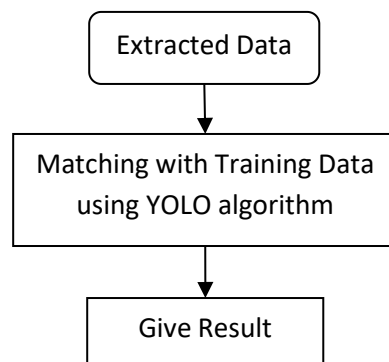 Extracted Data
Matching with Training Data
using YOLO algorithm
Give Result